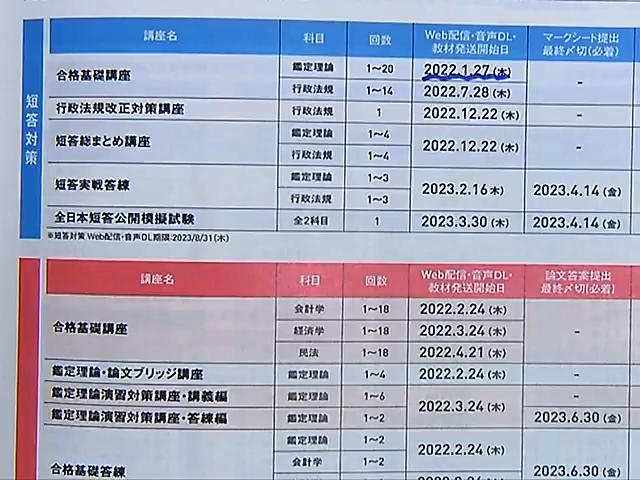 講座名 科目 回数 Web配信・音声DL・教材発送開始日 マークシート提出最終〆切(必着)
短答対策
合格基礎講座 鑑定理論 1〜20 2022.1.27(木) -
行政法規 1〜14 2022.7.28(木)
行政法規改正対策講座 行政法規 1 2022.12.22(木) -
短答総まとめ講座 鑑定理論 1〜4 2022.12.22(木) -
行政法規 1〜4
短答実戦答練 鑑定理論 1〜3 2023.2.16(木) 2023.4.14(金)
行政法規 1〜3
全日本短答公開模擬試験 全2科目 1 2023.3.30(木) 2023.4.14(金)
※短答対策 Web配信・音声DL期限:2023/8/31(木)
講座名 科目 回数 Web配信・音声DL・教材発送開始日 論文答案提出最終〆切(必着)
合格基礎講座 会計学 1〜18 2022.2.24(木) -
経済学 1〜18 2022.3.24(木)
民法 1〜18 2022.4.21(木)
鑑定理論・論文ブリッジ講座 鑑定理論 1〜4 2022.2.24(木) -
鑑定理論演習対策講座・講義編 鑑定理論 1〜6 2022.3.24(木) -
鑑定理論演習対策講座・答練編 鑑定理論 1〜2 2023.6.30(金)
合格基礎答練 鑑定理論 1〜2 2022.2.24(木) 2023.6.30(金)
会計学 1〜2